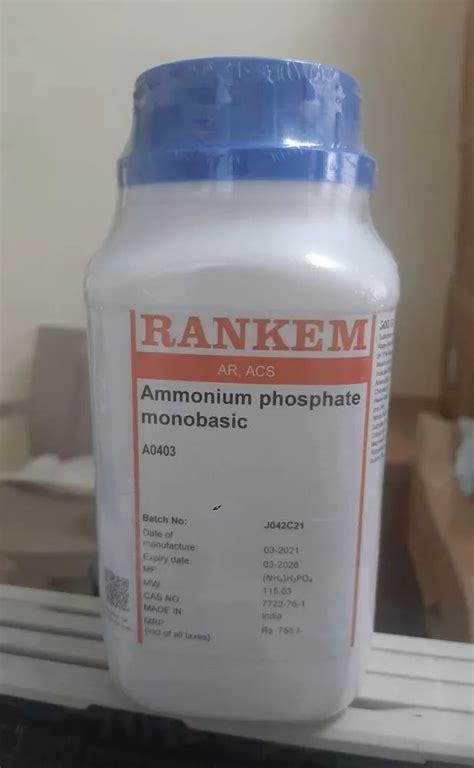 RANKEM
AR, ACS
Ammonium phosphate
monobasic
A0403
Batch No: J042C21
Date of
manufacture: 03-2021
Expiry date: 03-2026
MF (NH₄)H₂PO₄
MW 115.03
CAS NO 7722-76-1
MADE IN: India
MRP Rs 755/-
(Incl of all taxes)
500